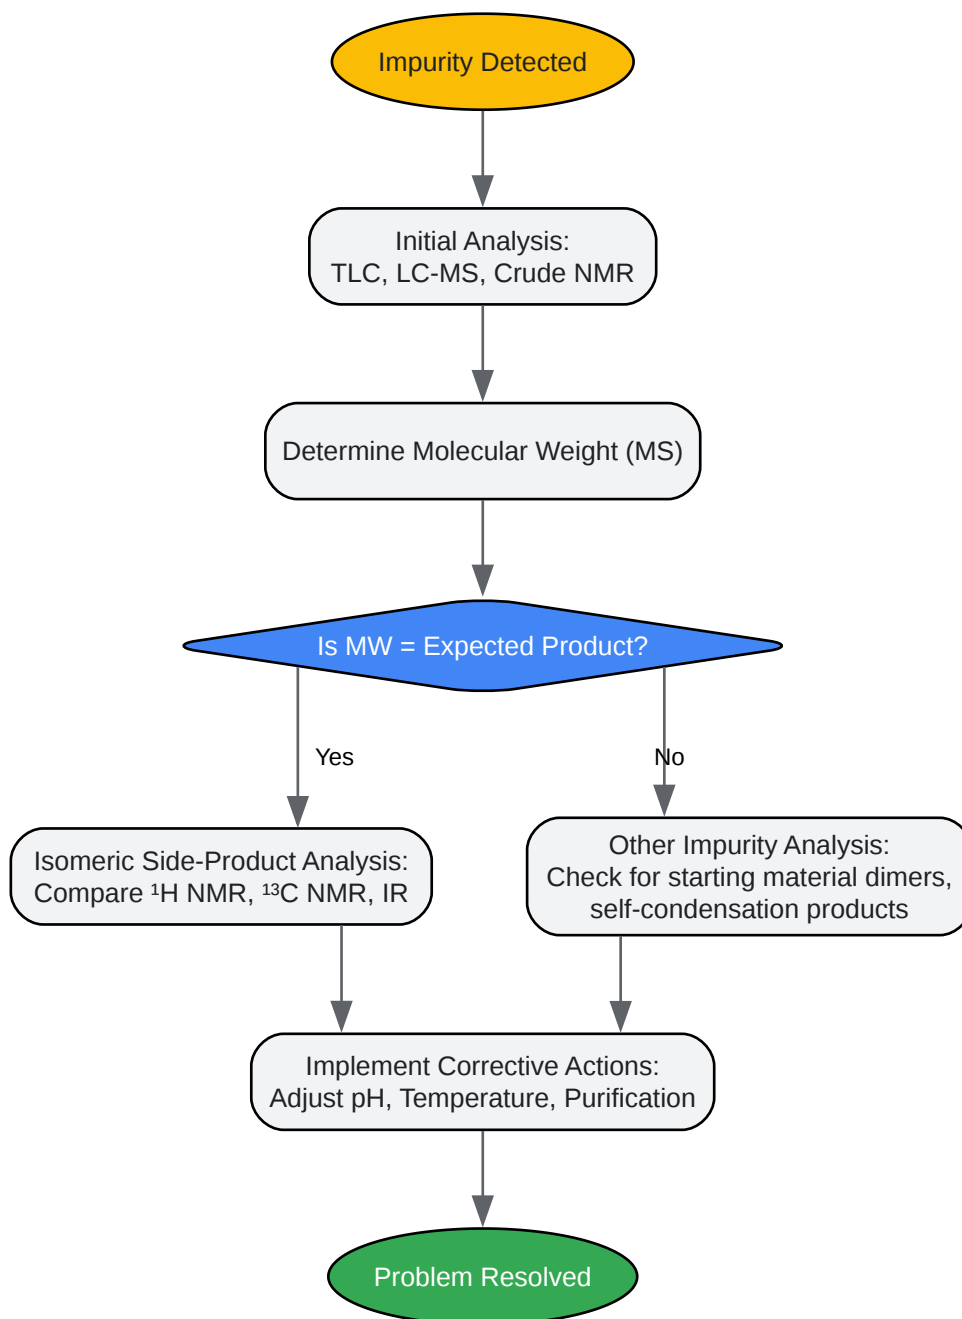 Impurity Detected
Initial Analysis:
TLC, LC-MS, Crude NMR
Determine Molecular Weight (MS)
Is MW = Expected Product?
Yes
No
Isomeric Side-Product Analysis:
Compare ¹H NMR, ¹³C NMR, IR
Other Impurity Analysis:
Check for starting material dimers,
self-condensation products
Implement Corrective Actions:
Adjust pH, Temperature, Purification
Problem Resolved